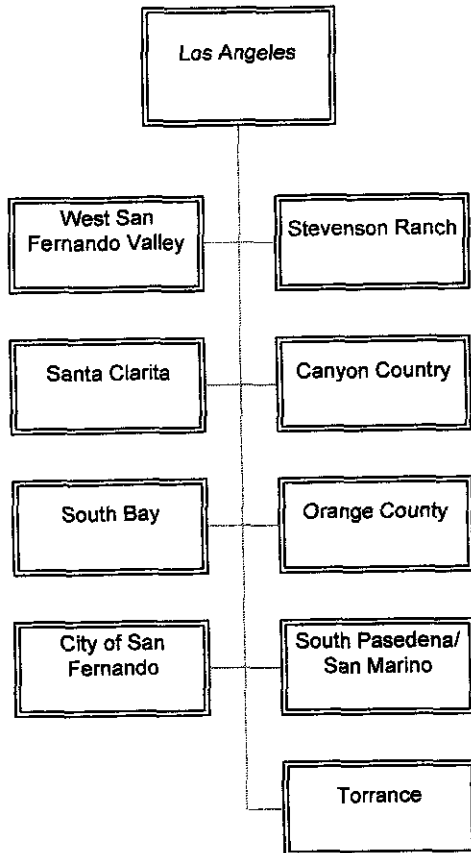 Los Angeles
West San
Fernando Valley
Stevenson Ranch
Santa Clarita
Canyon Country
South Bay
Orange County
City of San
Fernando
South Pasedena/
San Marino
Torrance